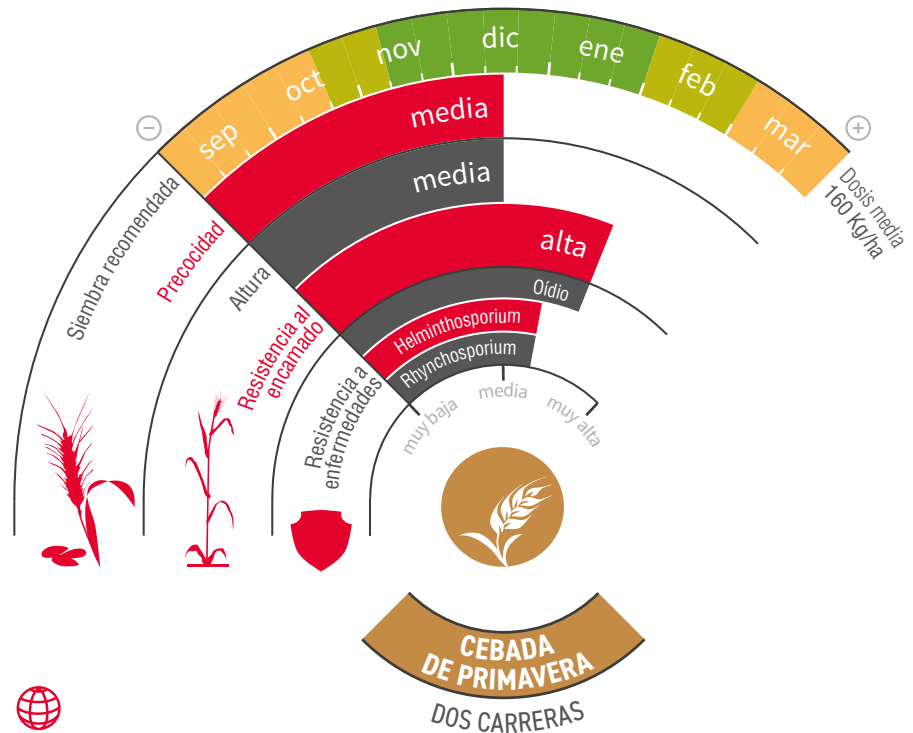 sep
oct
nov
dic
ene
feb
mar
−
+
Dosis media
160 Kg/ha
Siembra recomendada
Precocidad
media
Altura
media
Resistencia al
encamado
alta
Resistencia a
enfermedades
Oídio
Helminthosporium
Rhynchosporium
muy baja
media
muy alta
CEBADA
DE PRIMAVERA
DOS CARRERAS